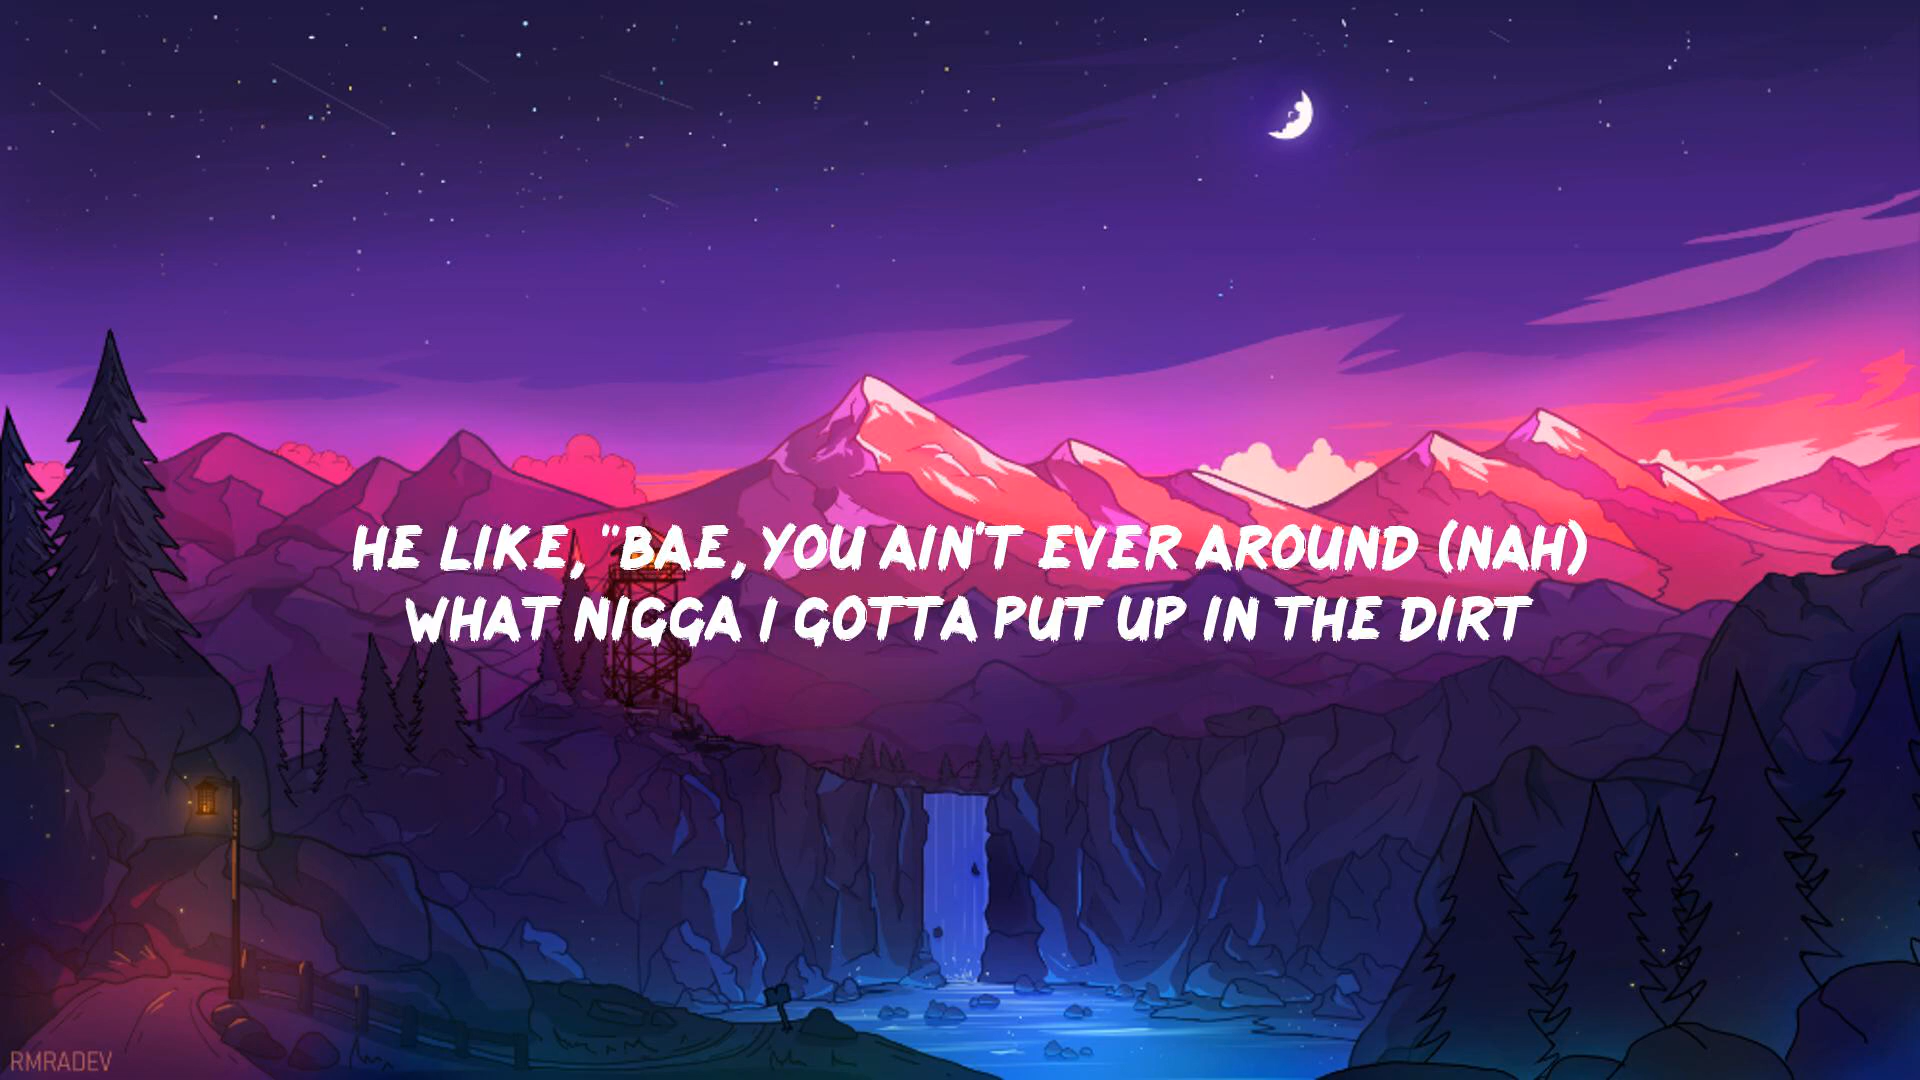 HE LIKE, "BAE, YOU AIN'T EVER AROUND (NAH)
WHAT NIGGA I GOTTA PUT UP IN THE DIRT
RMRADEV